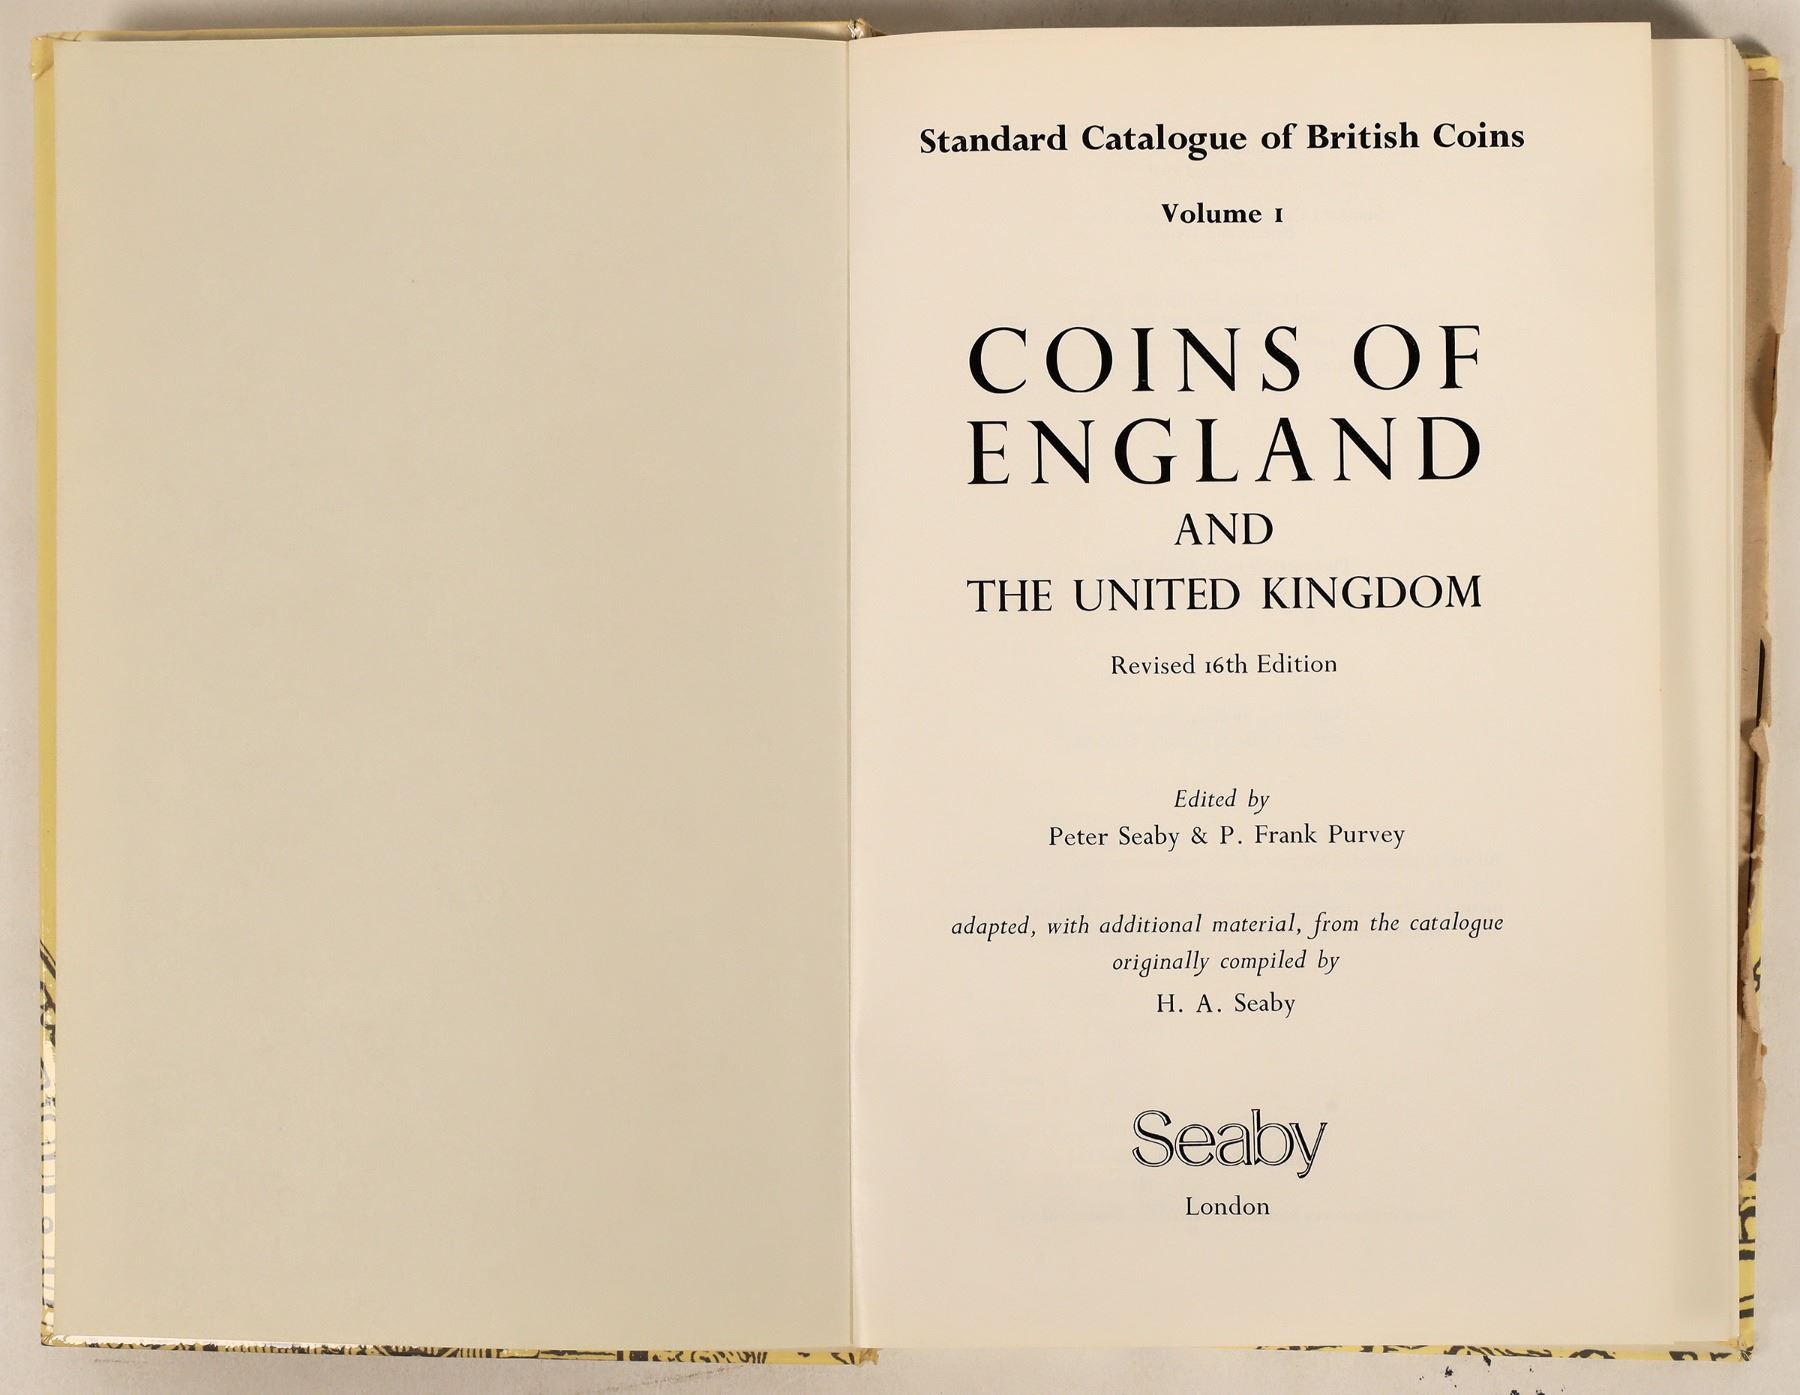 Standard Catalogue of British Coins
Volume 1
COINS OF
ENGLAND
AND
THE UNITED KINGDOM
Revised 16th Edition
Edited by
Peter Seaby & P. Frank Purvey
adapted, with additional material, from the catalogue
originally compiled by
H. A. Seaby
Seaby
London